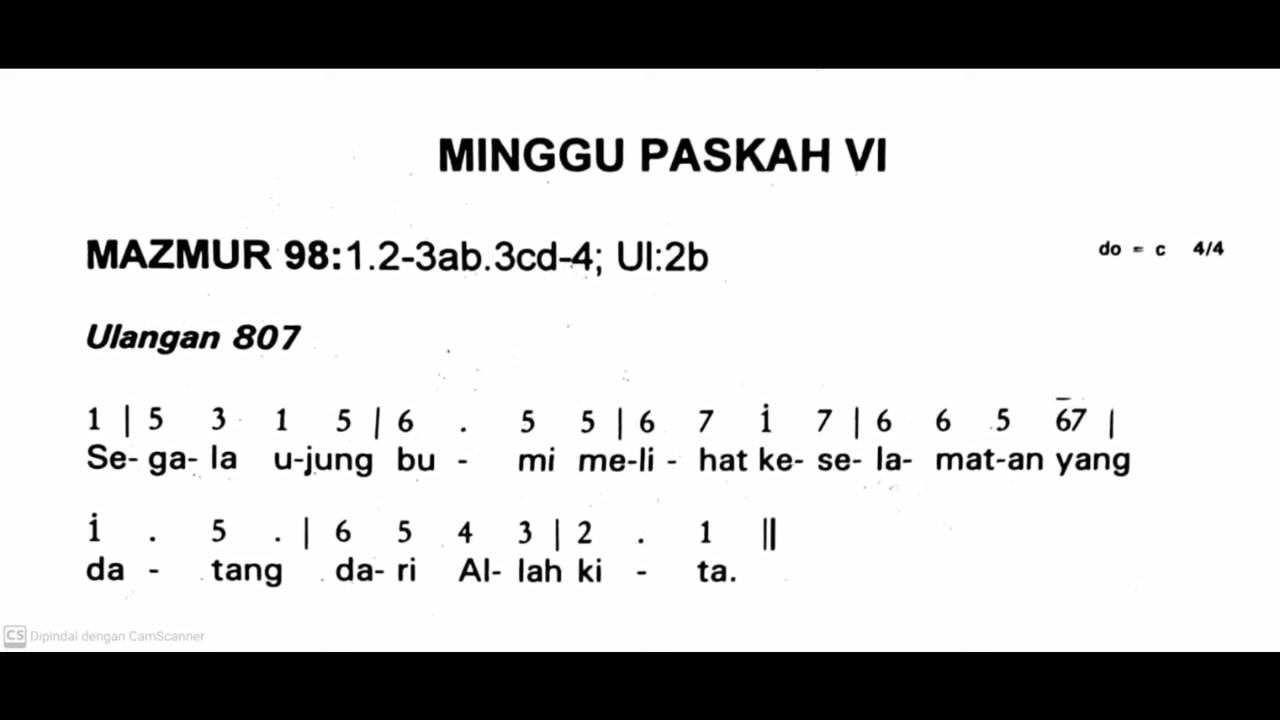 MINGGU PASKAH VI
MAZMUR 98:1.2-3ab.3cd-4; Ul:2b
do = c 4/4
Ulangan 807
1 | 5 3 1 5 | 6 . 5 5 | 6 7 i 7 | 6 6 5 6̅7 |
Se- ga- la u-jung bu - mi me-li - hat ke- se- la- mat-an yang
i . 5 . | 6 5 4 3 | 2 . 1 ||
da - tang da- ri Al- lah ki - ta.
CS Dipindai dengan CamScanner